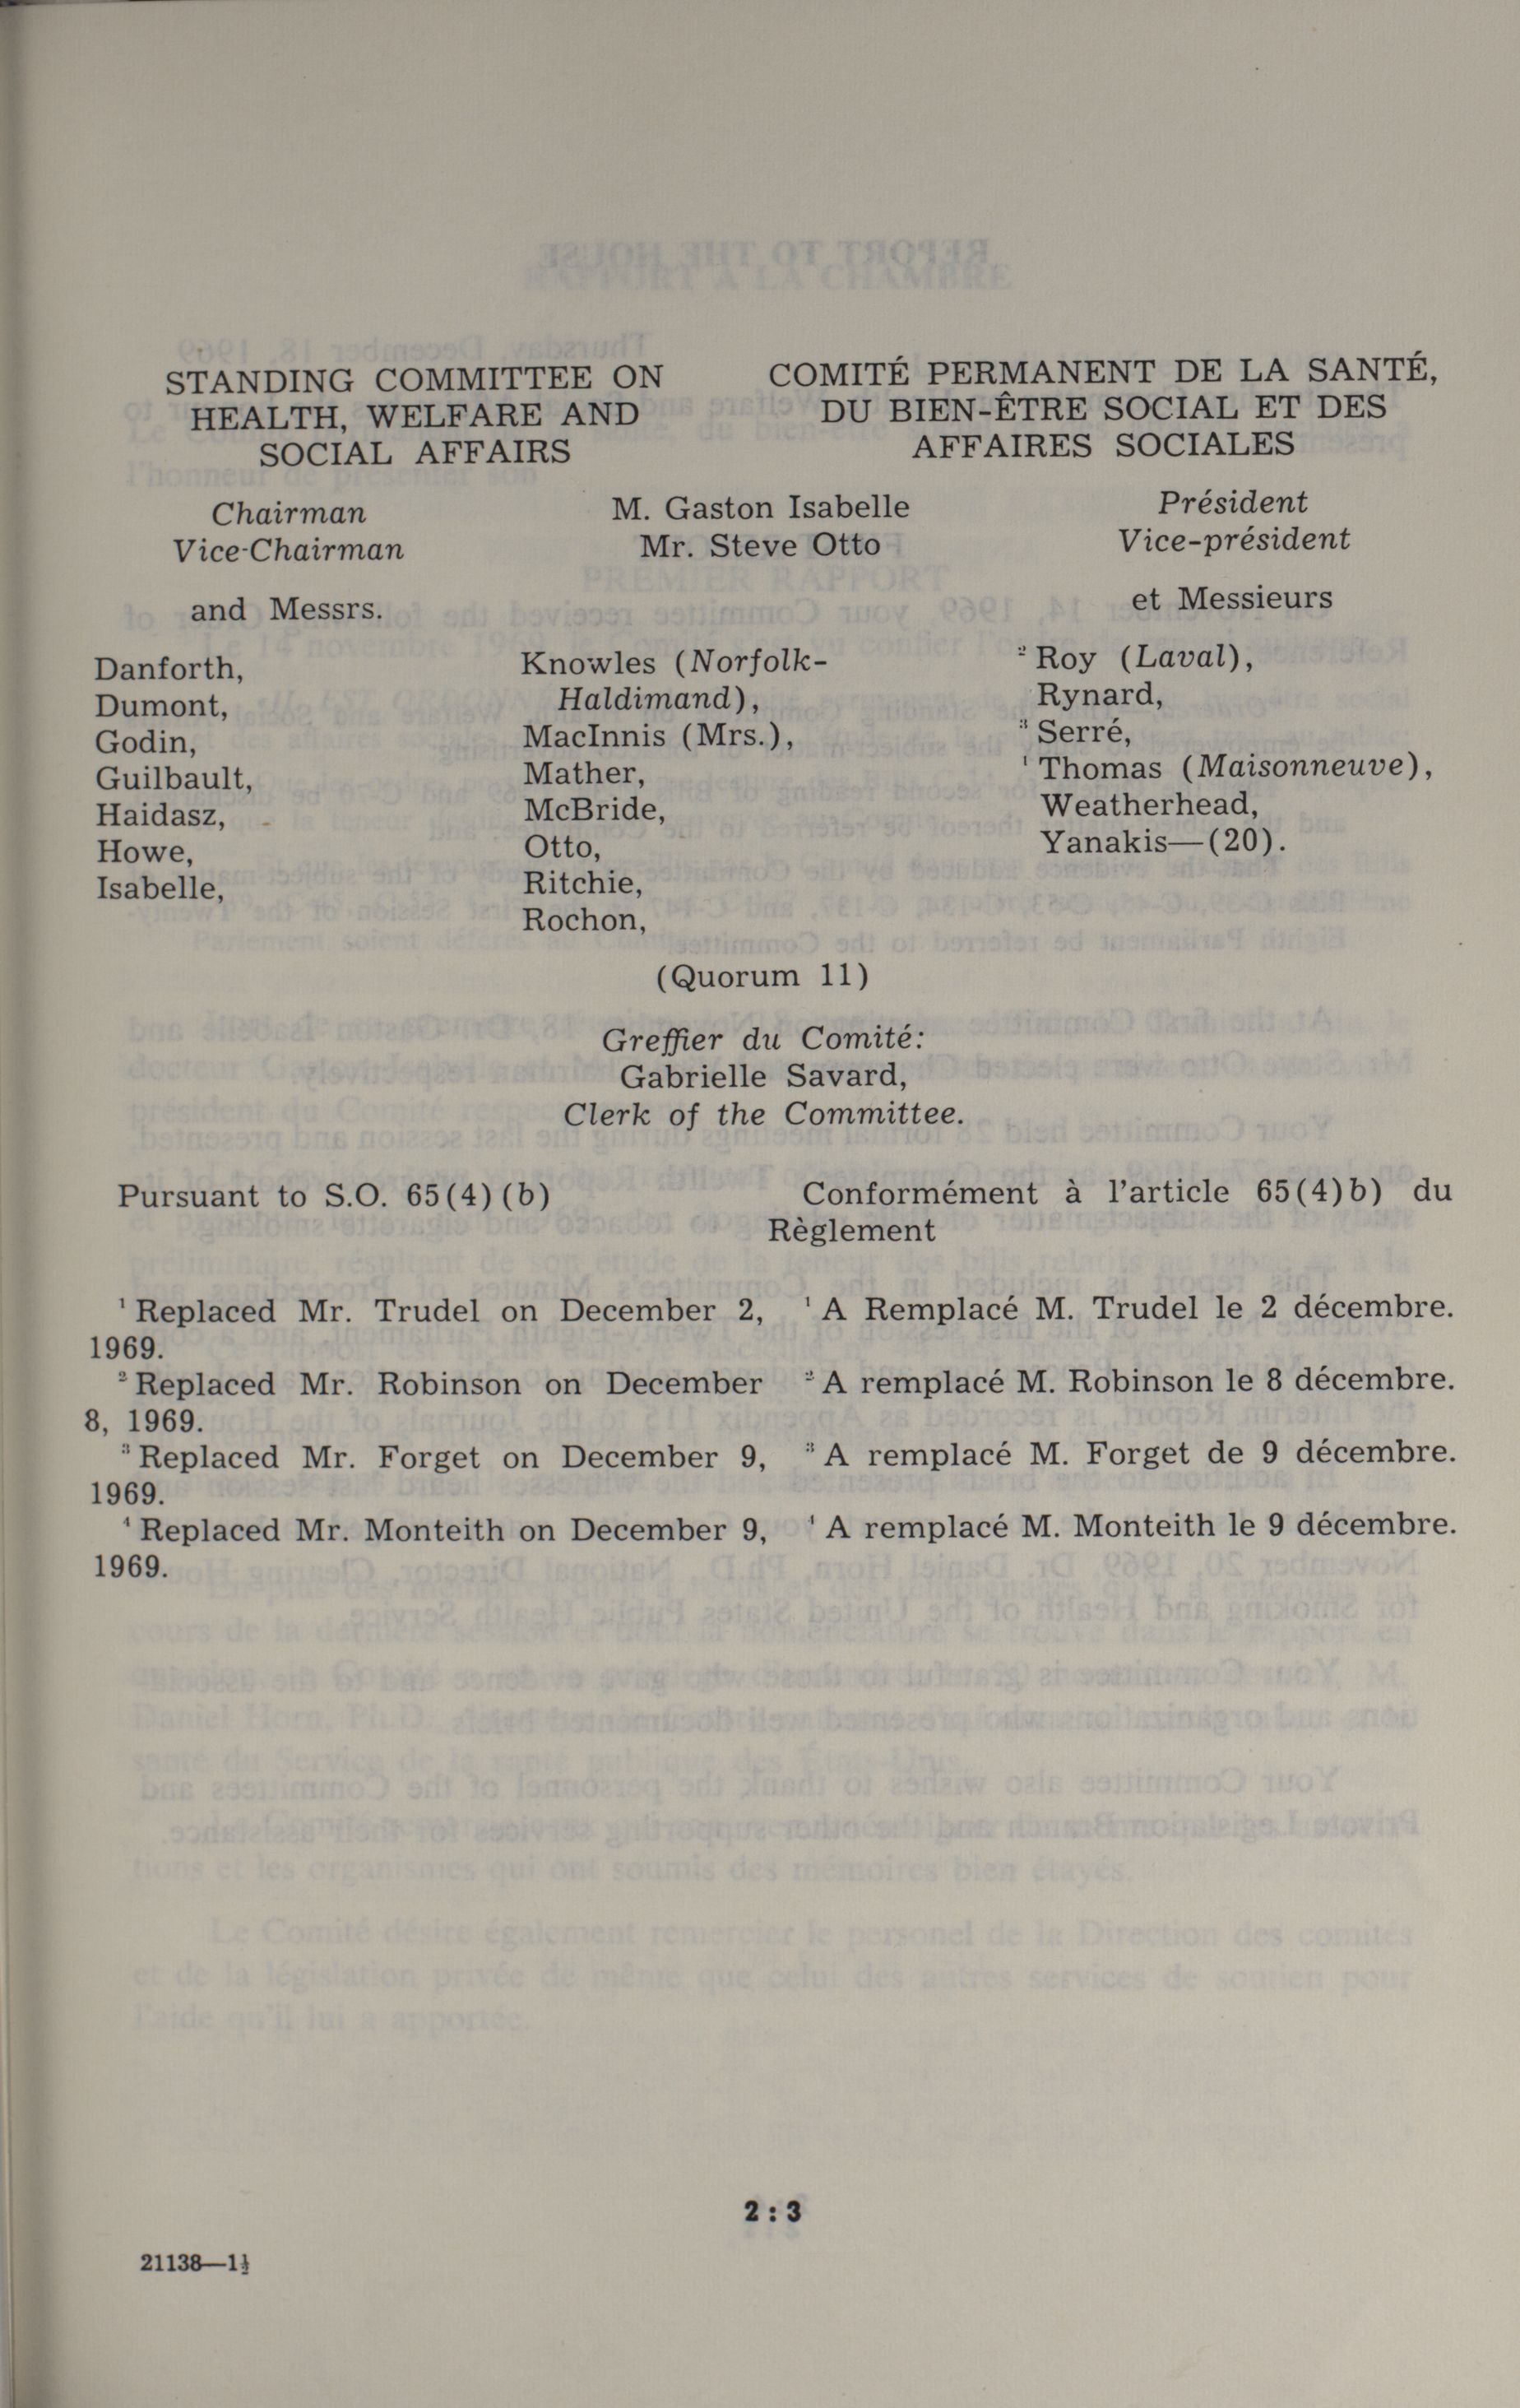 STANDING COMMITTEE ON
HEALTH, WELFARE AND
SOCIAL AFFAIRS
COMITÉ PERMANENT DE LA SANTÉ,
DU BIEN-ÊTRE SOCIAL ET DES
AFFAIRES SOCIALES
Chairman M. Gaston Isabelle Président
Vice-Chairman Mr. Steve Otto Vice-président
and Messrs. et Messieurs
Danforth,
Dumont,
Godin,
Guilbault,
Haidasz,
Howe,
Isabelle,
Knowles (Norfolk-
Haldimand),
MacInnis (Mrs.),
Mather,
McBride,
Otto,
Ritchie,
Rochon,
² Roy (Laval),
Rynard,
³ Serré,
¹ Thomas (Maisonneuve),
Weatherhead,
Yanakis—(20).
(Quorum 11)
Greffier du Comité:
Gabrielle Savard,
Clerk of the Committee.
Pursuant to S.O. 65(4)(b)
Conformément à l'article 65(4)b) du
Règlement
¹ Replaced Mr. Trudel on December 2,
1969.
² Replaced Mr. Robinson on December
8, 1969.
³ Replaced Mr. Forget on December 9,
1969.
⁴ Replaced Mr. Monteith on December 9,
1969.
¹ A Remplacé M. Trudel le 2 décembre.
² A remplacé M. Robinson le 8 décembre.
³ A remplacé M. Forget de 9 décembre.
⁴ A remplacé M. Monteith le 9 décembre.
2 : 3
21138—1½